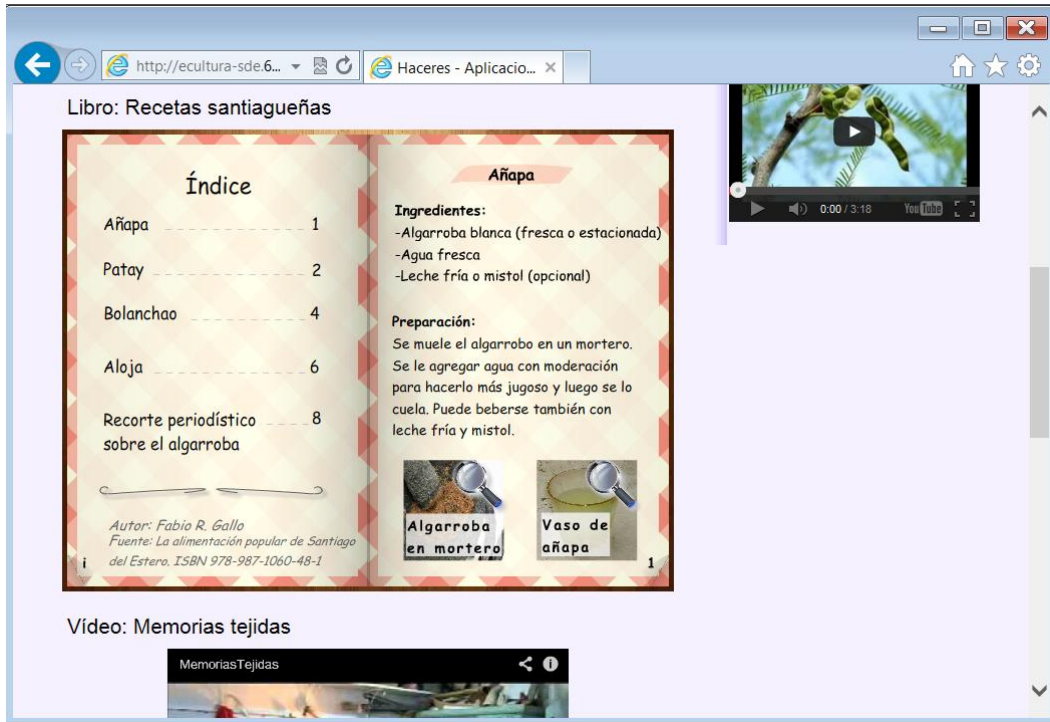 http://ecultura-sde.6...
Haceres - Aplicacio...
Libro: Recetas santiagueñas
Índice
Añapa 1
Patay 2
Bolanchao 4
Aloja 6
Recorte periodístico 8
sobre el algarroba
Autor: Fabio R. Gallo
Fuente: La alimentación popular de Santiago
del Estero. ISBN 978-987-1060-48-1
i
Añapa
Ingredientes:
-Algarroba blanca (fresca o estacionada)
-Agua fresca
-Leche fría o mistol (opcional)
Preparación:
Se muele el algarrobo en un mortero.
Se le agregar agua con moderación
para hacerlo más jugoso y luego se lo
cuela. Puede beberse también con
leche fría y mistol.
Algarroba
en mortero
Vaso de
añapa
1
0:00 / 3:18 YouTube
Vídeo: Memorias tejidas
MemoriasTejidas